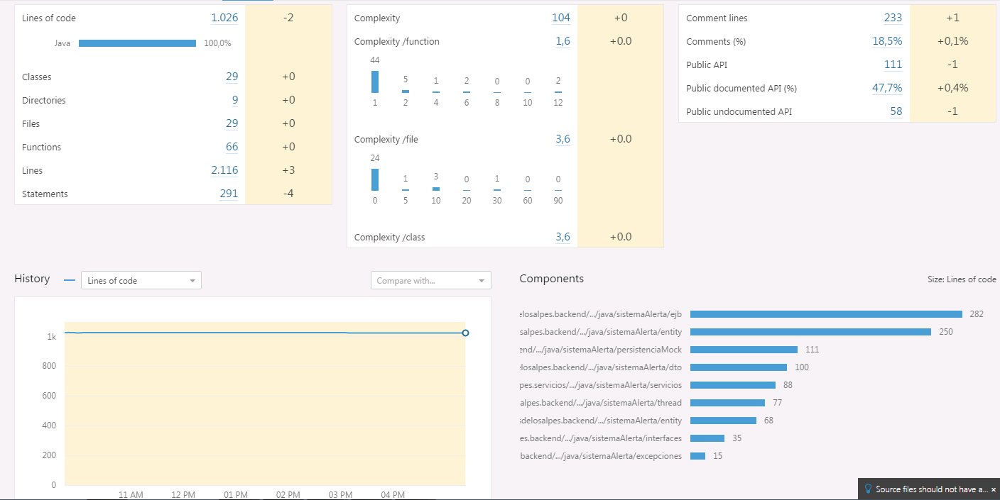 Lines of code 1.026 -2
Java 100,0%
Classes 29 +0
Directories 9 +0
Files 29 +0
Functions 66 +0
Lines 2.116 +3
Statements 291 -4
Complexity 104 +0
Complexity /function 1,6 +0.0
44 5 1 2 0 0 2
1 2 4 6 8 10 12
Complexity /file 3,6 +0.0
24 1 3 0 1 0 0
0 5 10 20 30 60 90
Complexity /class 3,6 +0.0
Comment lines 233 +1
Comments (%) 18,5% +0,1%
Public API 111 -1
Public documented API (%) 47,7% +0,4%
Public undocumented API 58 -1
History Lines of code Compare with...
1k
800
600
400
200
0
11 AM 12 PM 01 PM 02 PM 03 PM 04 PM
Components Size: Lines of code
elosalpes.backend/.../java/sistemaAlerta/ejb 282
salpes.backend/.../java/sistemaAlerta/entity 250
end/.../java/sistemaAlerta/persistenciaMock 111
elosalpes.backend/.../java/sistemaAlerta/dto 100
pes.servicios/.../java/sistemaAlerta/servicios 88
alpes.backend/.../java/sistemaAlerta/thread 77
sdelosalpes.backend/.../sistemaAlerta/entity 68
es.backend/.../java/sistemaAlerta/interfaces 35
backend/.../java/sistemaAlerta/excepciones 15
Source files should not have a... ×